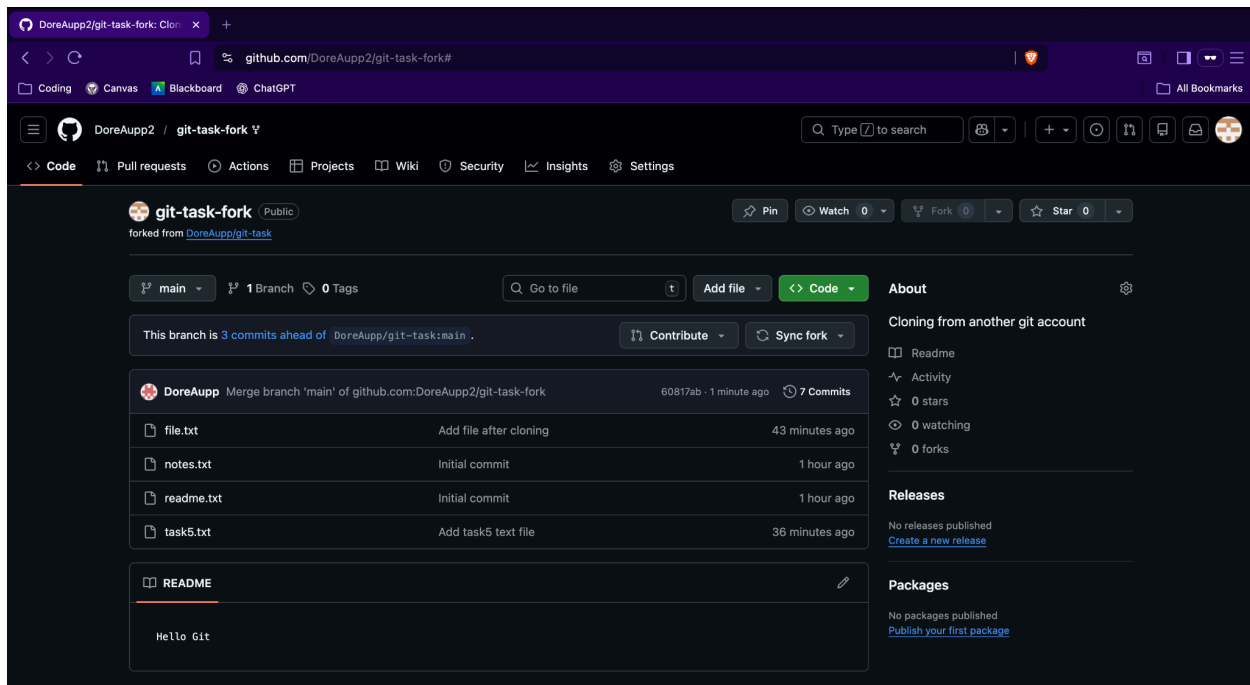 DoreAupp2/git-task-fork: Clon
github.com/DoreAupp2/git-task-fork#
Coding Canvas Blackboard ChatGPT All Bookmarks
DoreAupp2 / git-task-fork Type / to search
Code Pull requests Actions Projects Wiki Security Insights Settings
git-task-fork Public Pin Watch 0 Fork 0 Star 0
forked from DoreAupp/git-task
main 1 Branch 0 Tags Go to file t Add file Code
This branch is 3 commits ahead of DoreAupp/git-task:main . Contribute Sync fork
DoreAupp Merge branch 'main' of github.com:DoreAupp2/git-task-fork 60817ab · 1 minute ago 7 Commits
file.txt Add file after cloning 43 minutes ago
notes.txt Initial commit 1 hour ago
readme.txt Initial commit 1 hour ago
task5.txt Add task5 text file 36 minutes ago
README
Hello Git
About
Cloning from another git account
Readme
Activity
0 stars
0 watching
0 forks
Releases
No releases published
Create a new release
Packages
No packages published
Publish your first package